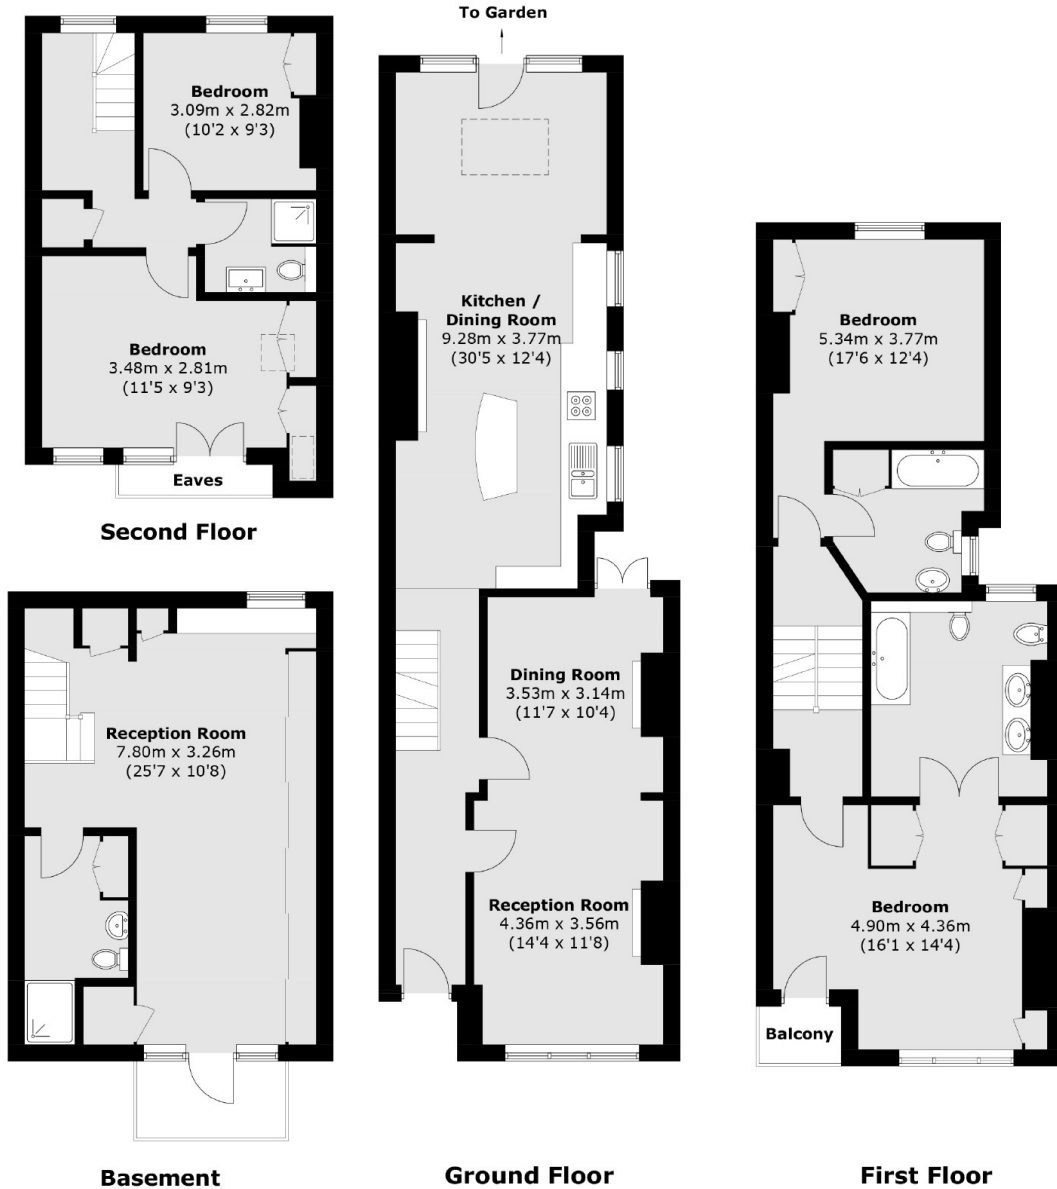 To Garden
Bedroom
3.09m x 2.82m
(10'2 x 9'3)
Bedroom
3.48m x 2.81m
(11'5 x 9'3)
Eaves
Second Floor
Reception Room
7.80m x 3.26m
(25'7 x 10'8)
Basement
Kitchen /
Dining Room
9.28m x 3.77m
(30'5 x 12'4)
Dining Room
3.53m x 3.14m
(11'7 x 10'4)
Reception Room
4.36m x 3.56m
(14'4 x 11'8)
Ground Floor
Bedroom
5.34m x 3.77m
(17'6 x 12'4)
Bedroom
4.90m x 4.36m
(16'1 x 14'4)
Balcony
First Floor